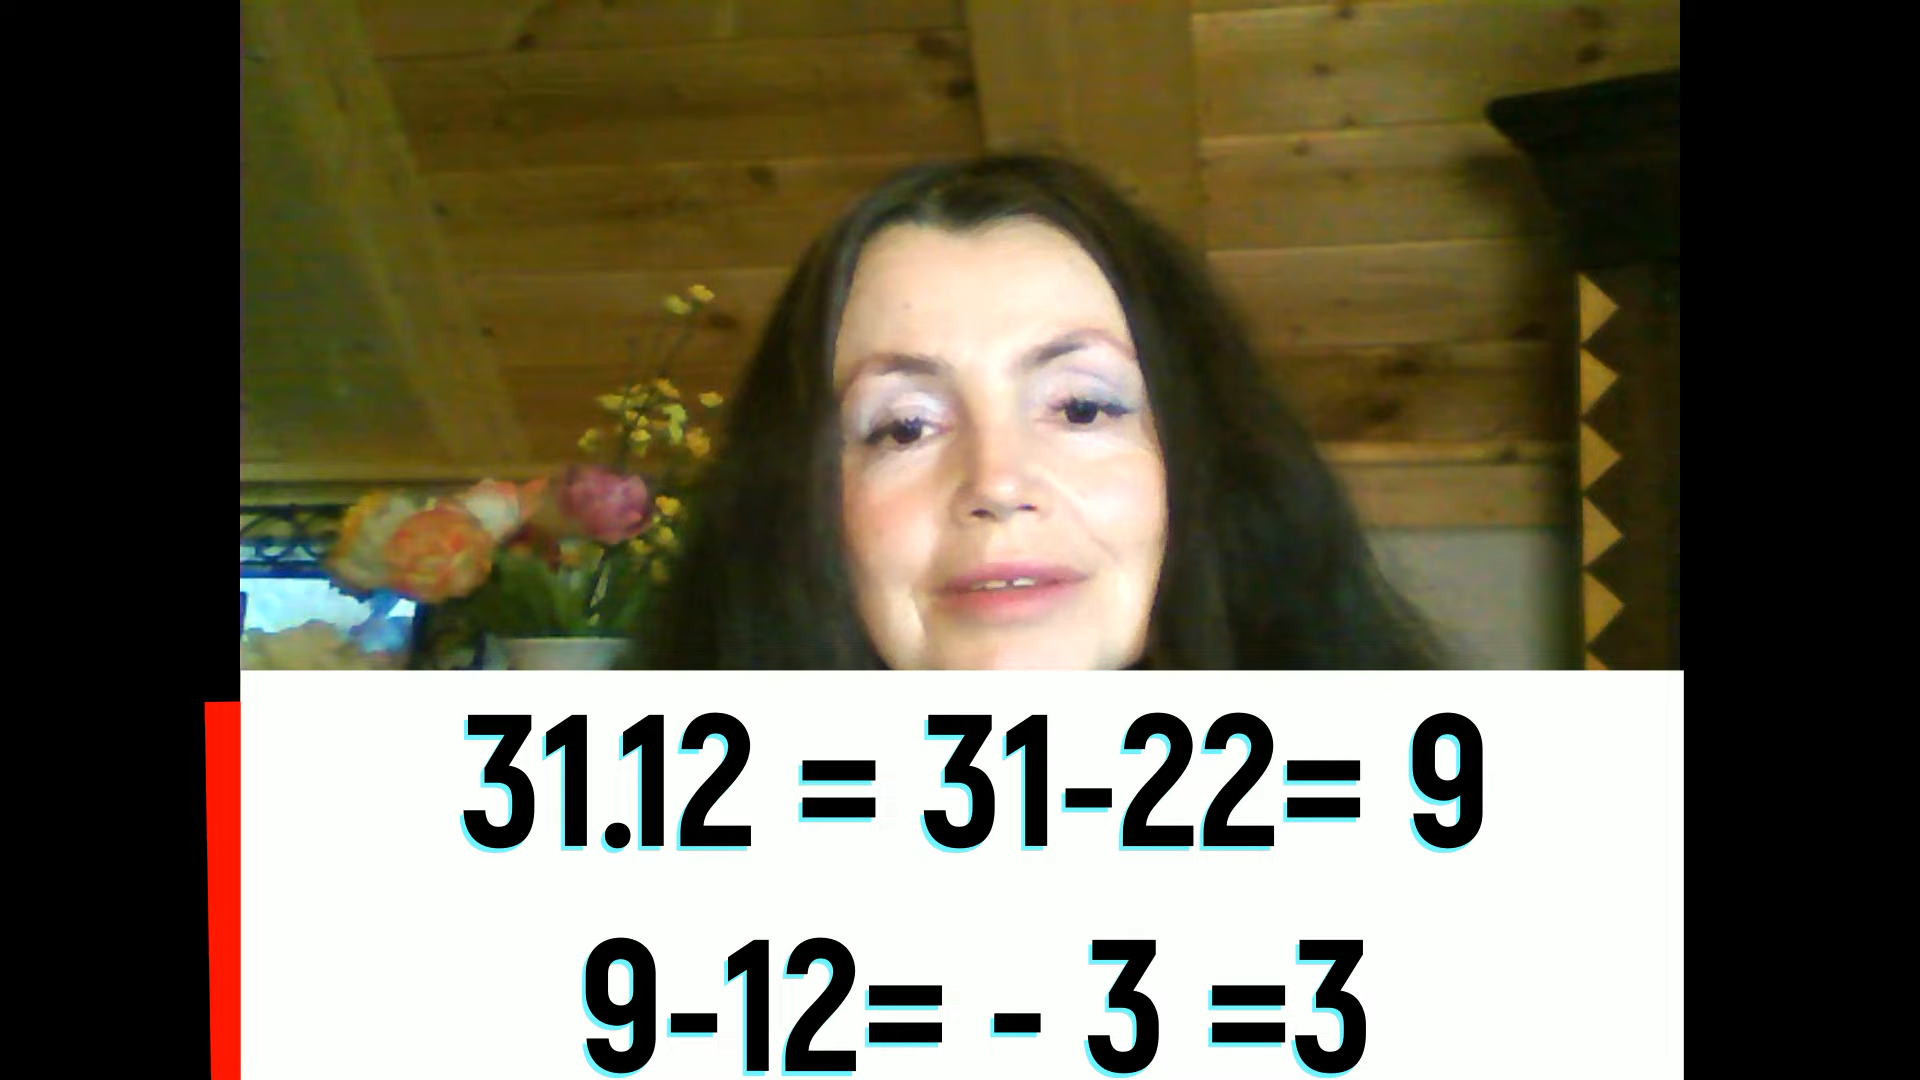 31.12 = 31-22= 9
9-12= - 3 =3